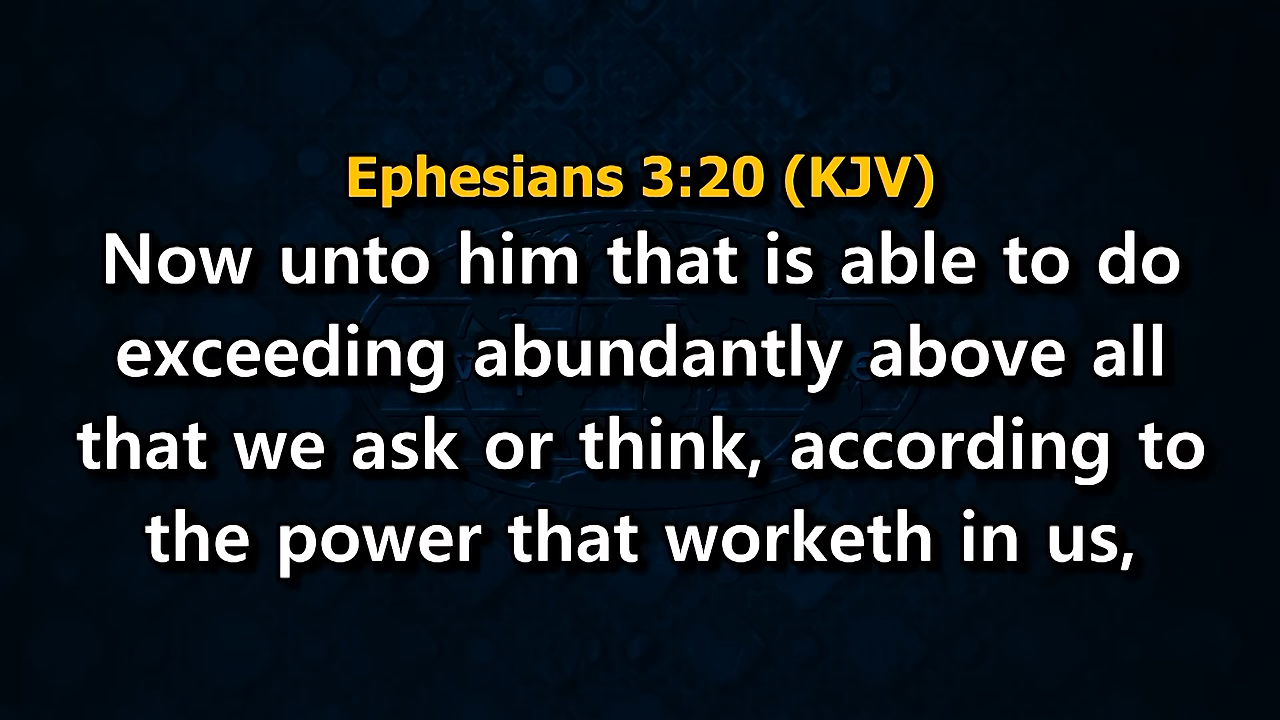 Ephesians 3:20 (KJV)
Now unto him that is able to do
exceeding abundantly above all
that we ask or think, according to
the power that worketh in us,